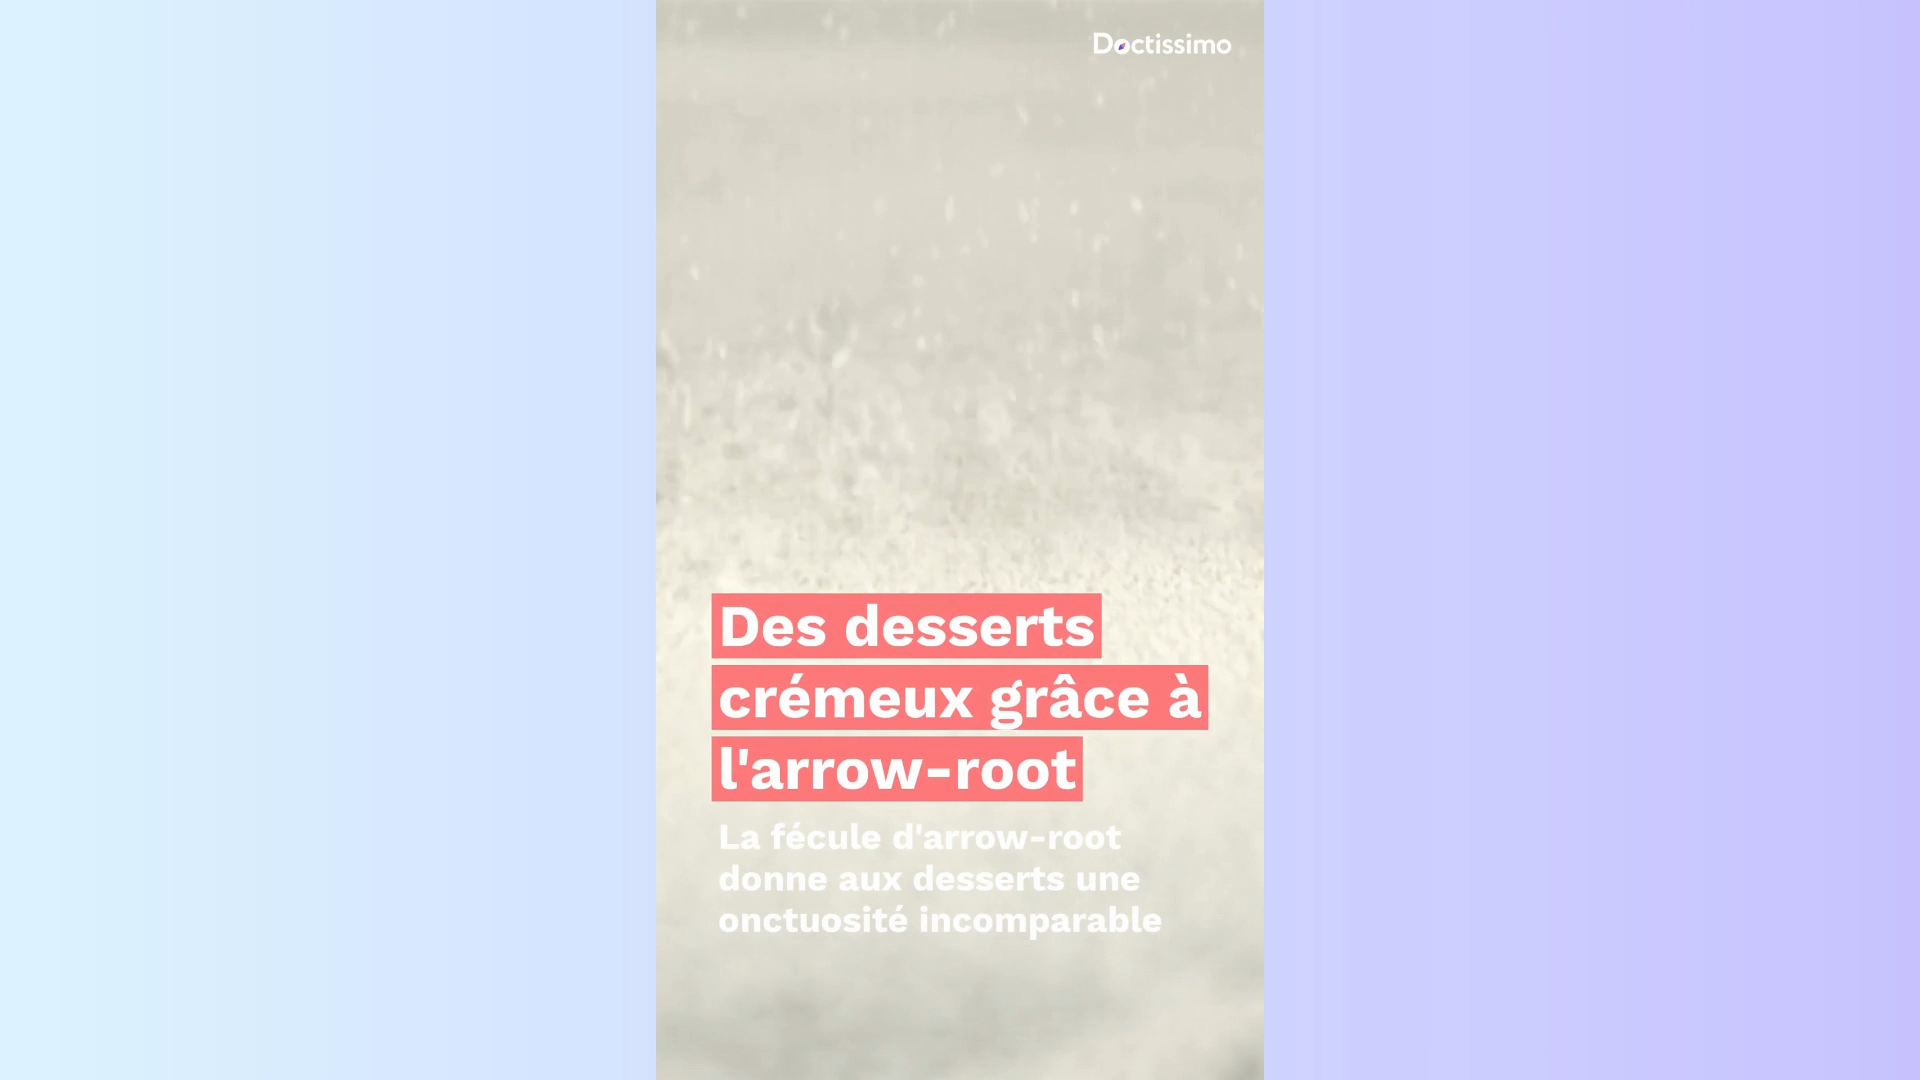 Doctissimo
Des desserts
crémeux grâce à
l'arrow-root
La fécule d'arrow-root
donne aux desserts une
onctuosité incomparable